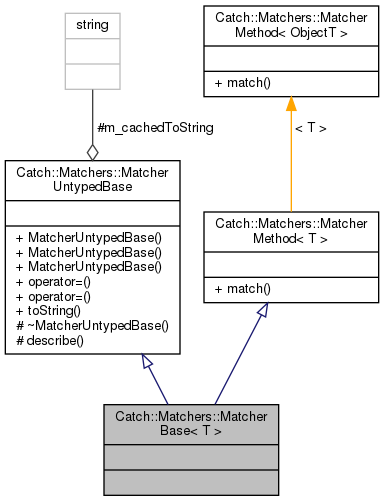 string
#m_cachedToString
Catch::Matchers::Matcher
UntypedBase
+ MatcherUntypedBase()
+ MatcherUntypedBase()
+ MatcherUntypedBase()
+ operator=()
+ operator=()
+ toString()
# ~MatcherUntypedBase()
# describe()
Catch::Matchers::Matcher
Method< ObjectT >
+ match()
< T >
Catch::Matchers::Matcher
Method< T >
+ match()
Catch::Matchers::Matcher
Base< T >